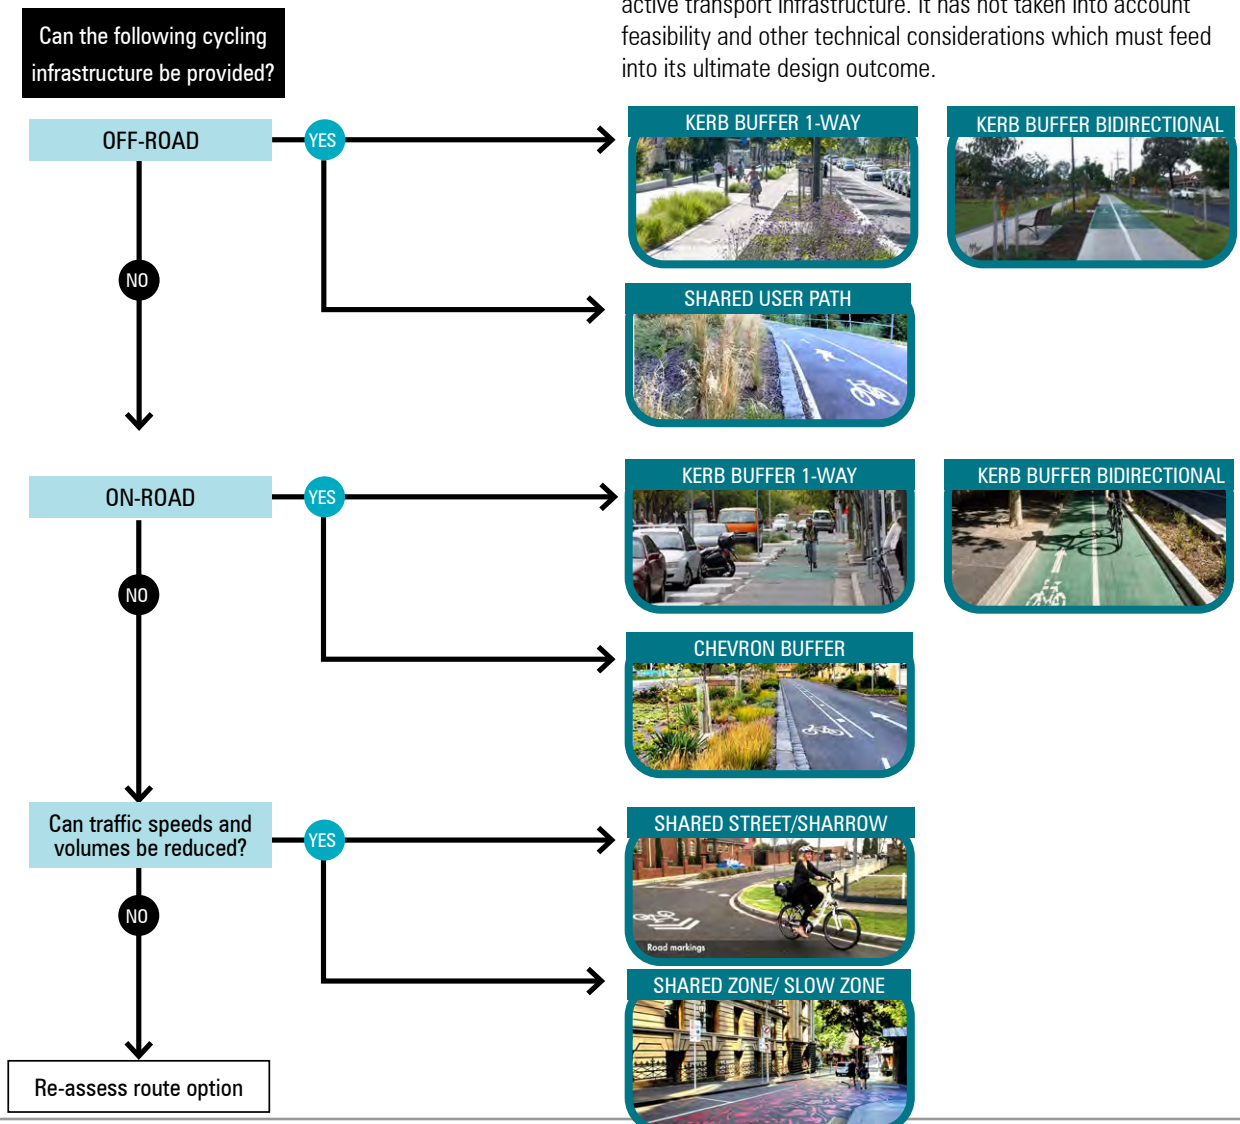 active transport infrastructure. It has not taken into account
feasibility and other technical considerations which must feed
into its ultimate design outcome.
Can the following cycling
infrastructure be provided?
OFF-ROAD
YES
KERB BUFFER 1-WAY
KERB BUFFER BIDIRECTIONAL
NO
SHARED USER PATH
ON-ROAD
YES
KERB BUFFER 1-WAY
KERB BUFFER BIDIRECTIONAL
NO
CHEVRON BUFFER
Can traffic speeds and
volumes be reduced?
YES
SHARED STREET/SHARROW
Road markings
NO
SHARED ZONE/ SLOW ZONE
Re-assess route option